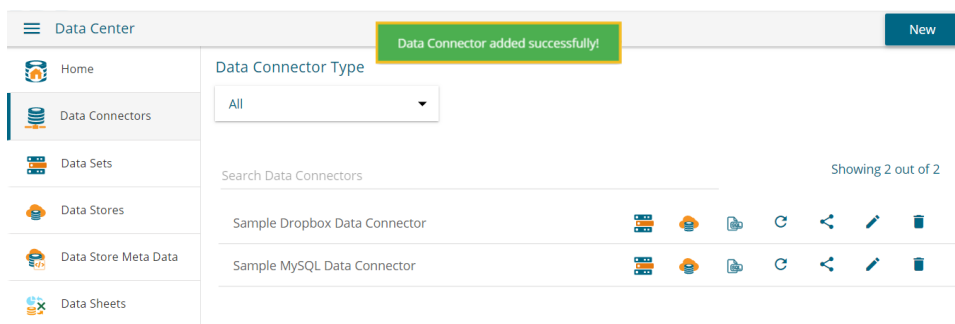 Data Center
Data Connector added successfully!
New
Home
Data Connectors
Data Sets
Data Stores
Data Store Meta Data
Data Sheets
Data Connector Type
All
Search Data Connectors
Showing 2 out of 2
Sample Dropbox Data Connector
Sample MySQL Data Connector